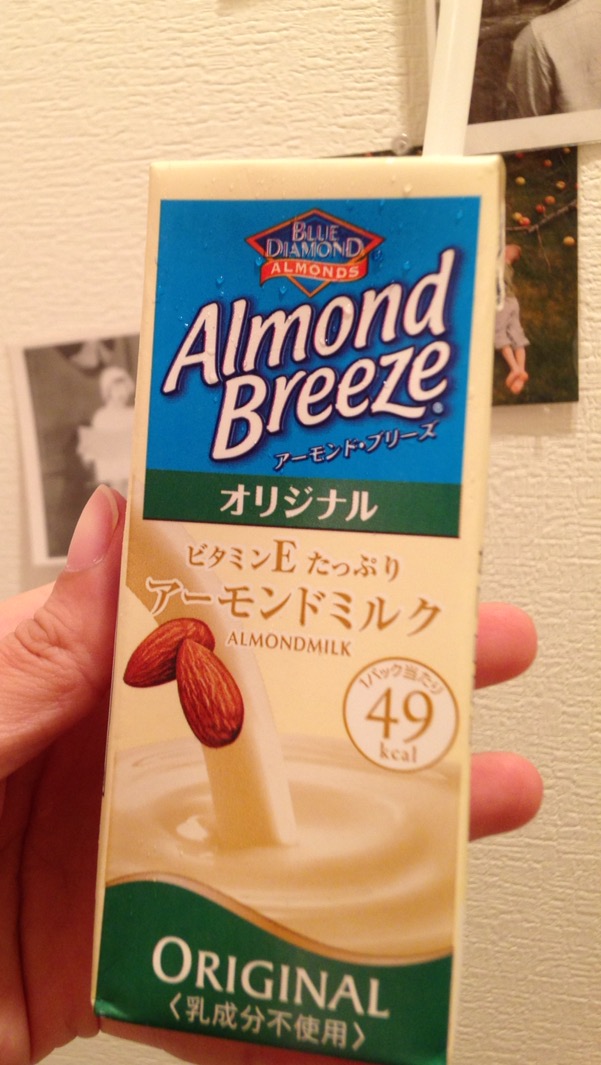 BLUE
DIAMOND
ALMONDS
Almond
Breeze®
アーモンド・ブリーズ
オリジナル
ビタミンE たっぷり
アーモンドミルク
ALMONDMILK
1パック当たり
49
kcal
ORIGINAL
〈乳成分不使用〉